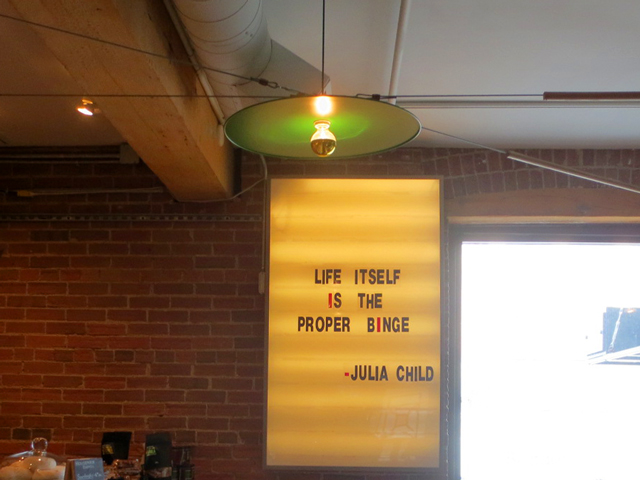 LIFE ITSELF
IS THE
PROPER BINGE
-JULIA CHILD